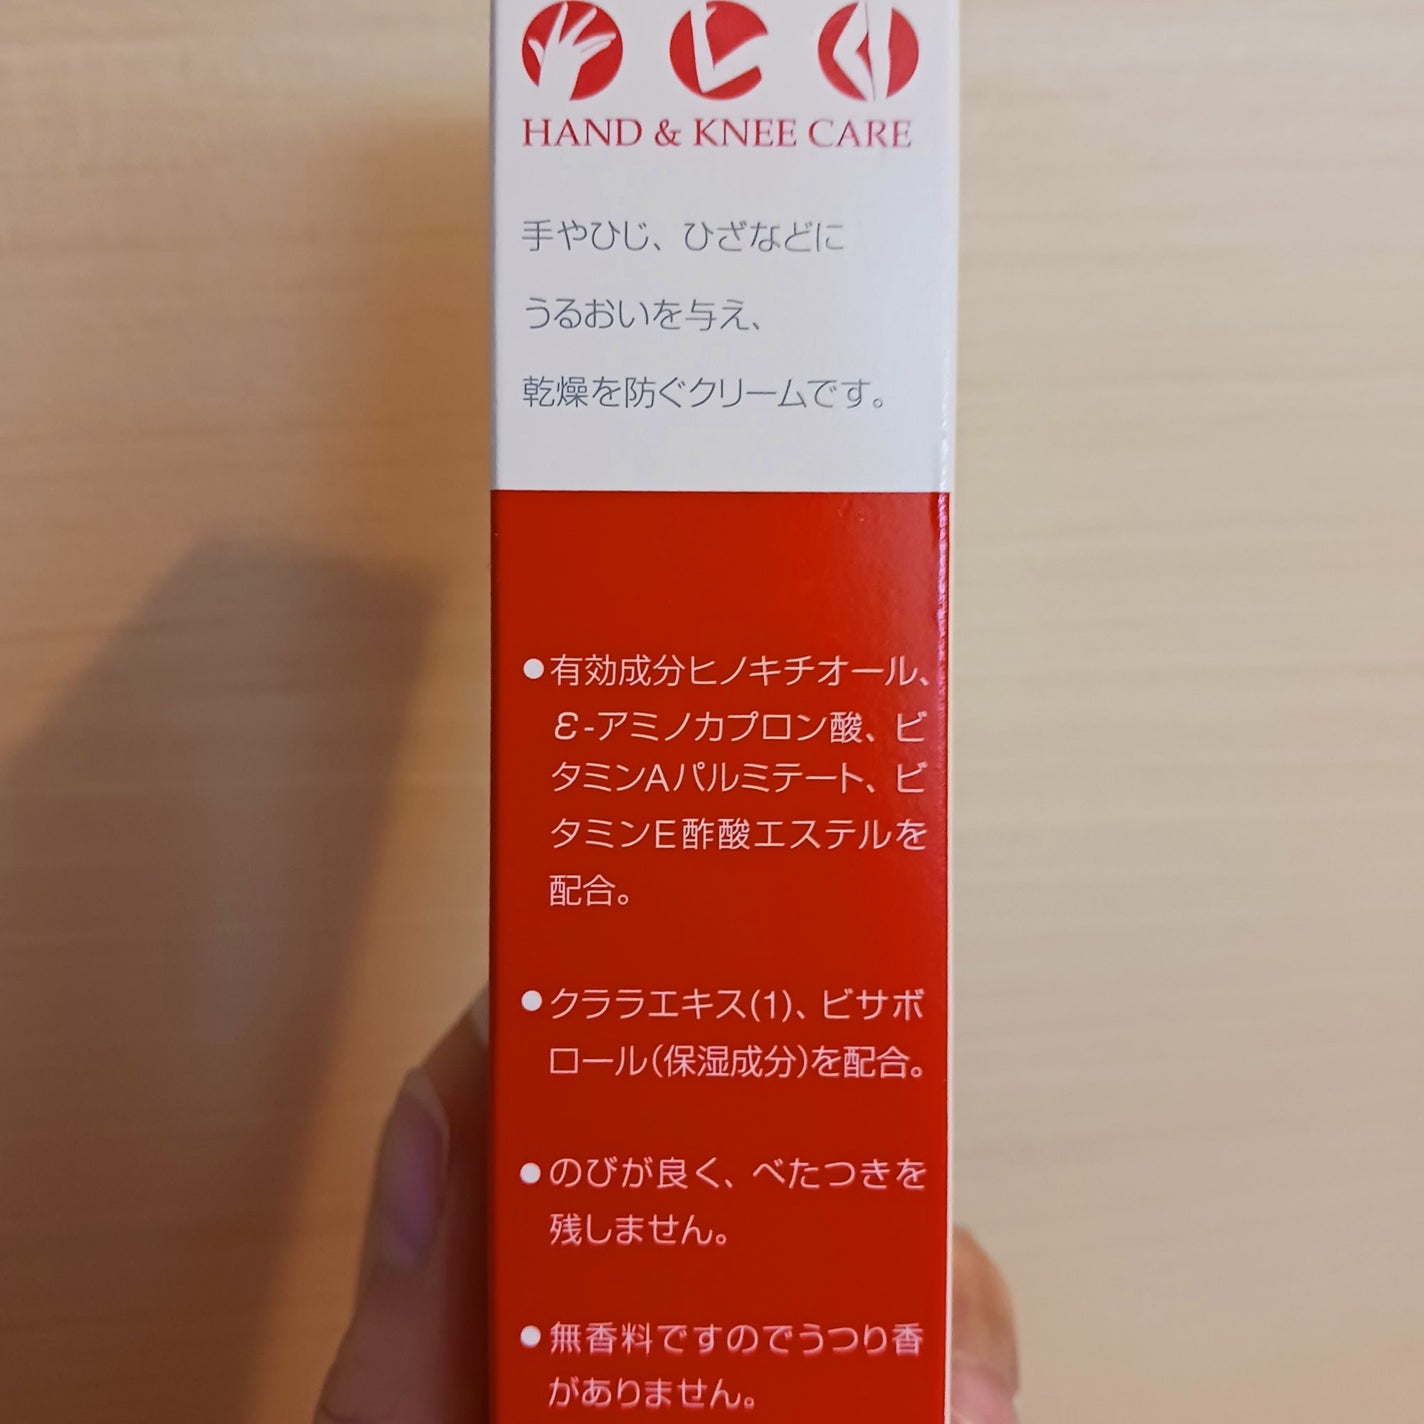 HAND & KNEE CARE
手やひじ、ひざなどに
うるおいを与え、
乾燥を防ぐクリームです。
●有効成分ヒノキチオール、
ε-アミノカプロン酸、ビ
タミンAパルミテート、ビ
タミンE酢酸エステルを
配合。
●クララエキス(1)、ビサボ
ロール(保湿成分)を配合。
●のびが良く、べたつきを
残しません。
●無香料ですのでうつり香
がありません。